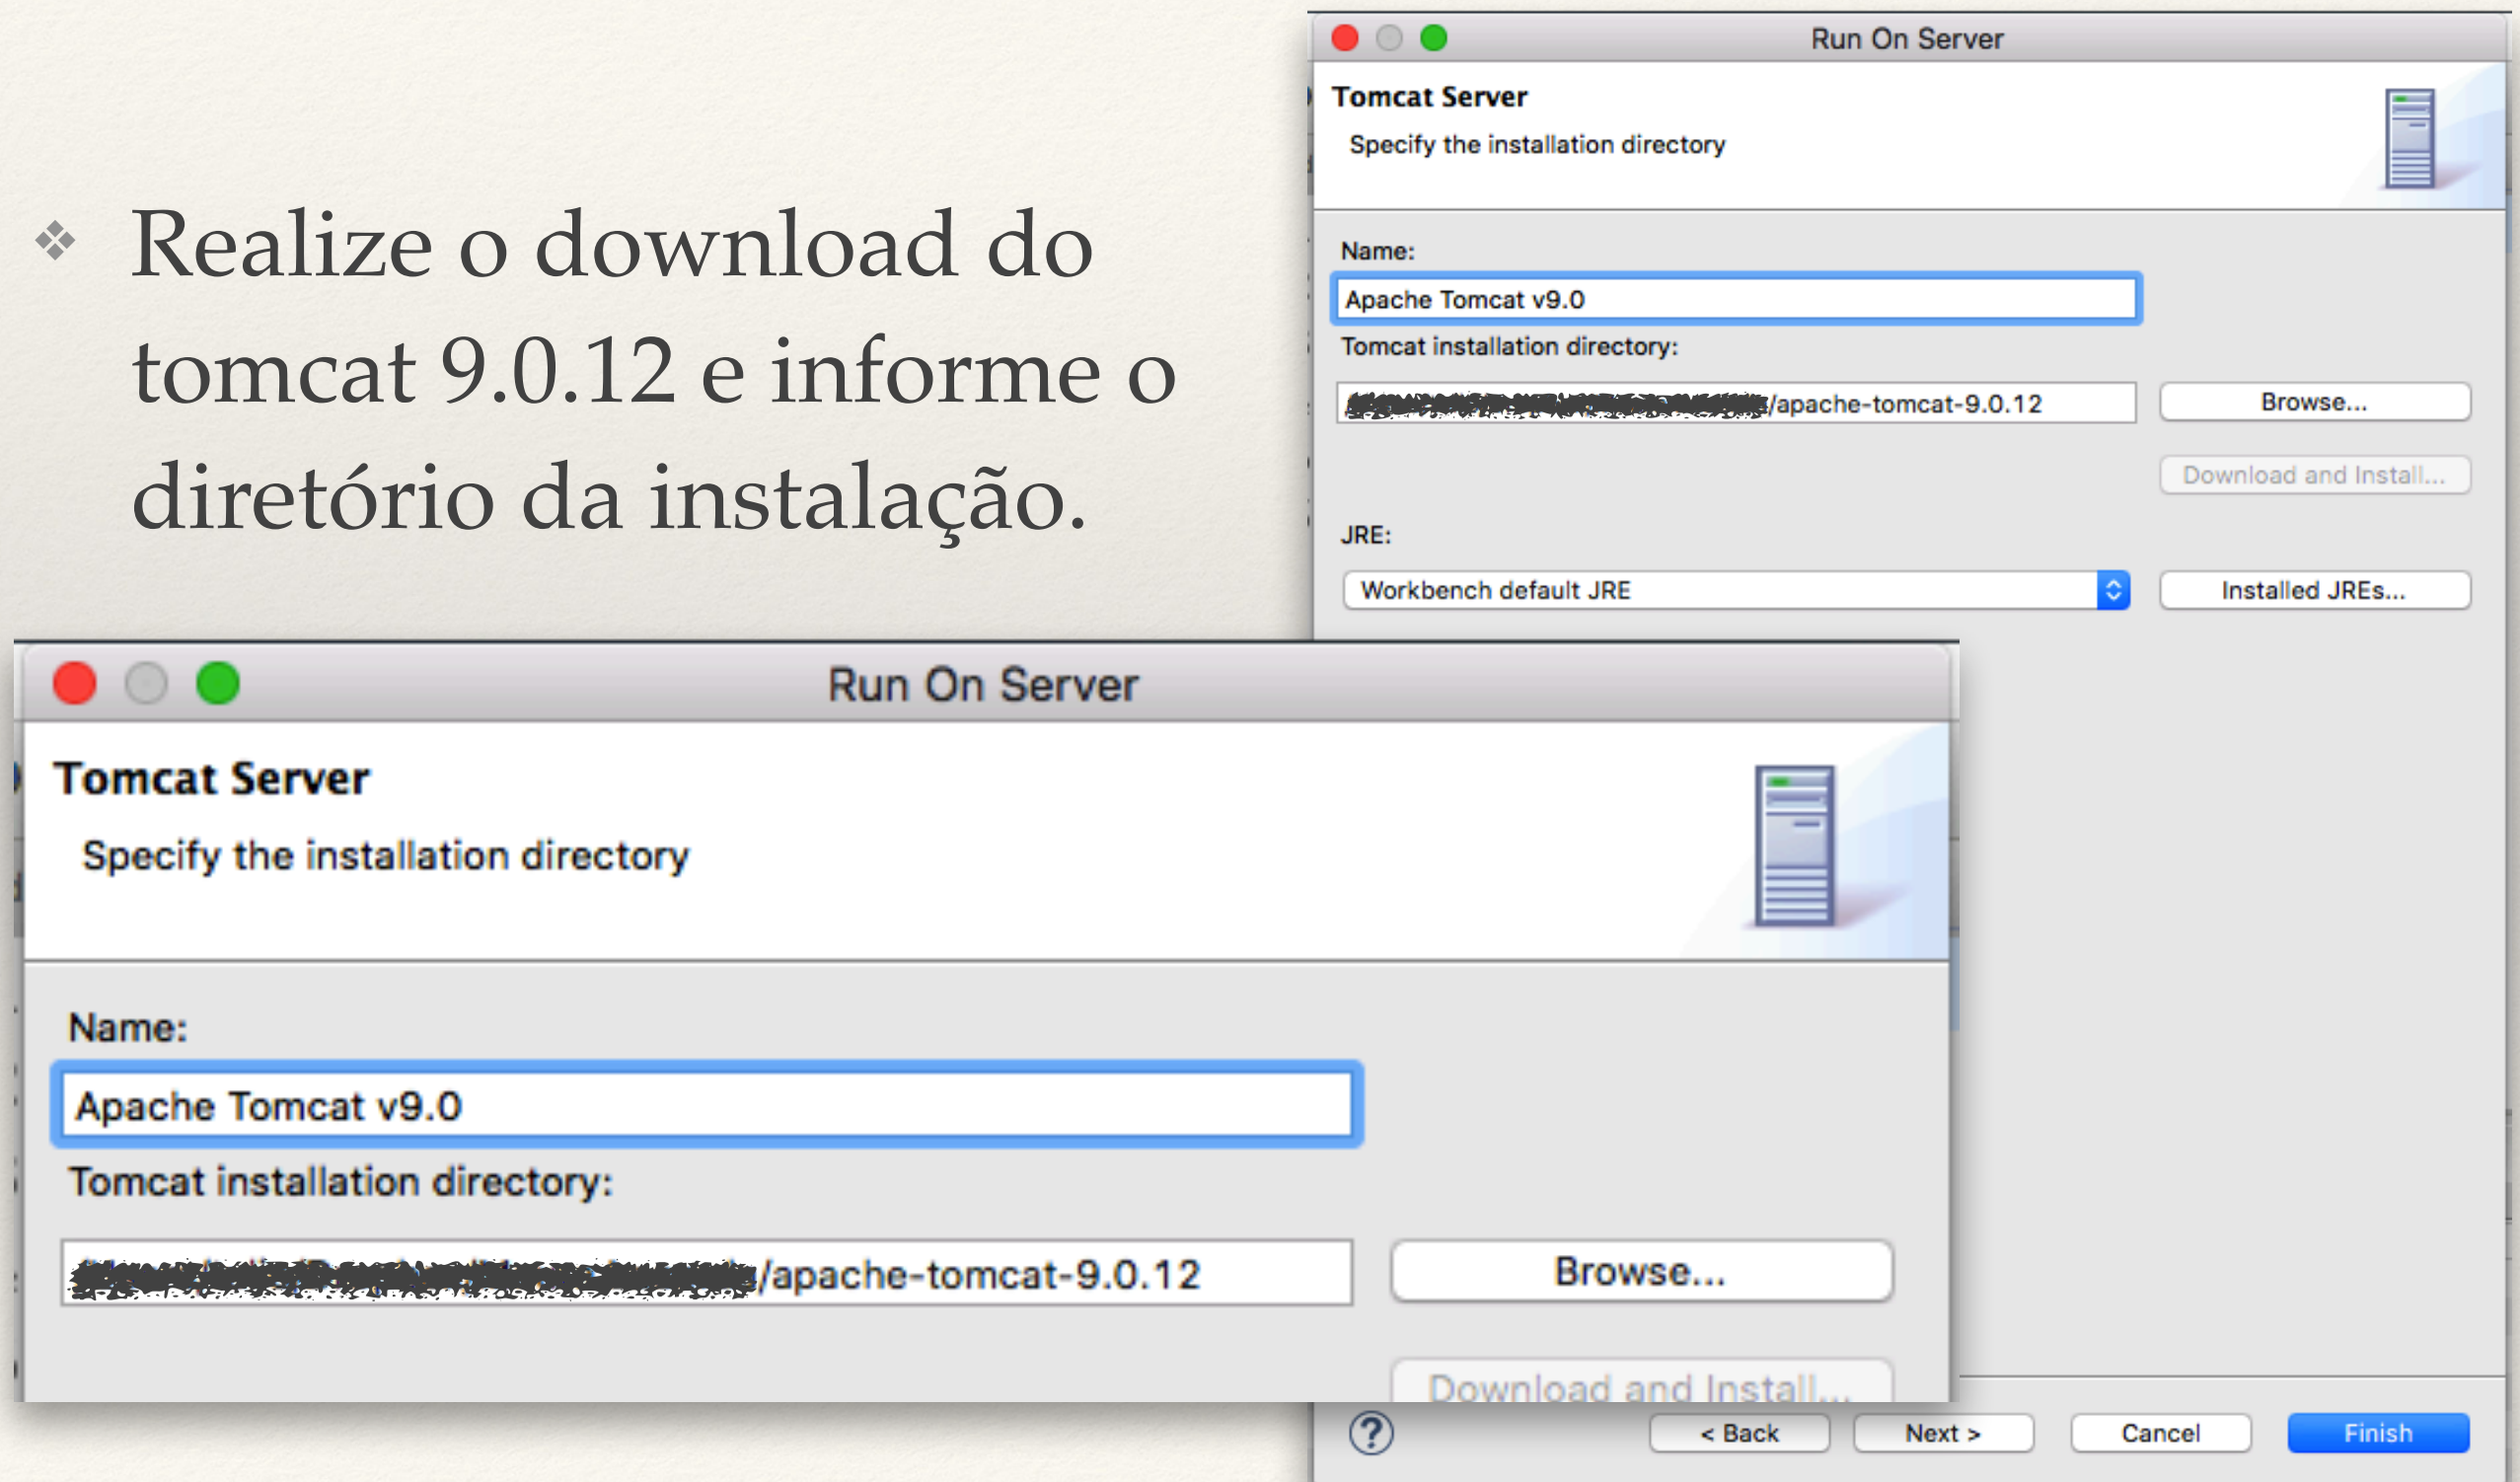 Realize o download do
tomcat 9.0.12 e informe o
diretório da instalação.
Run On Server
Tomcat Server
Specify the installation directory
Name:
Apache Tomcat v9.0
Tomcat installation directory:
/apache-tomcat-9.0.12
Browse...
Download and Install...
JRE:
Workbench default JRE
Installed JREs...
Run On Server
Tomcat Server
Specify the installation directory
Name:
Apache Tomcat v9.0
Tomcat installation directory:
/apache-tomcat-9.0.12
Browse...
Download and Install...
? < Back Next > Cancel Finish